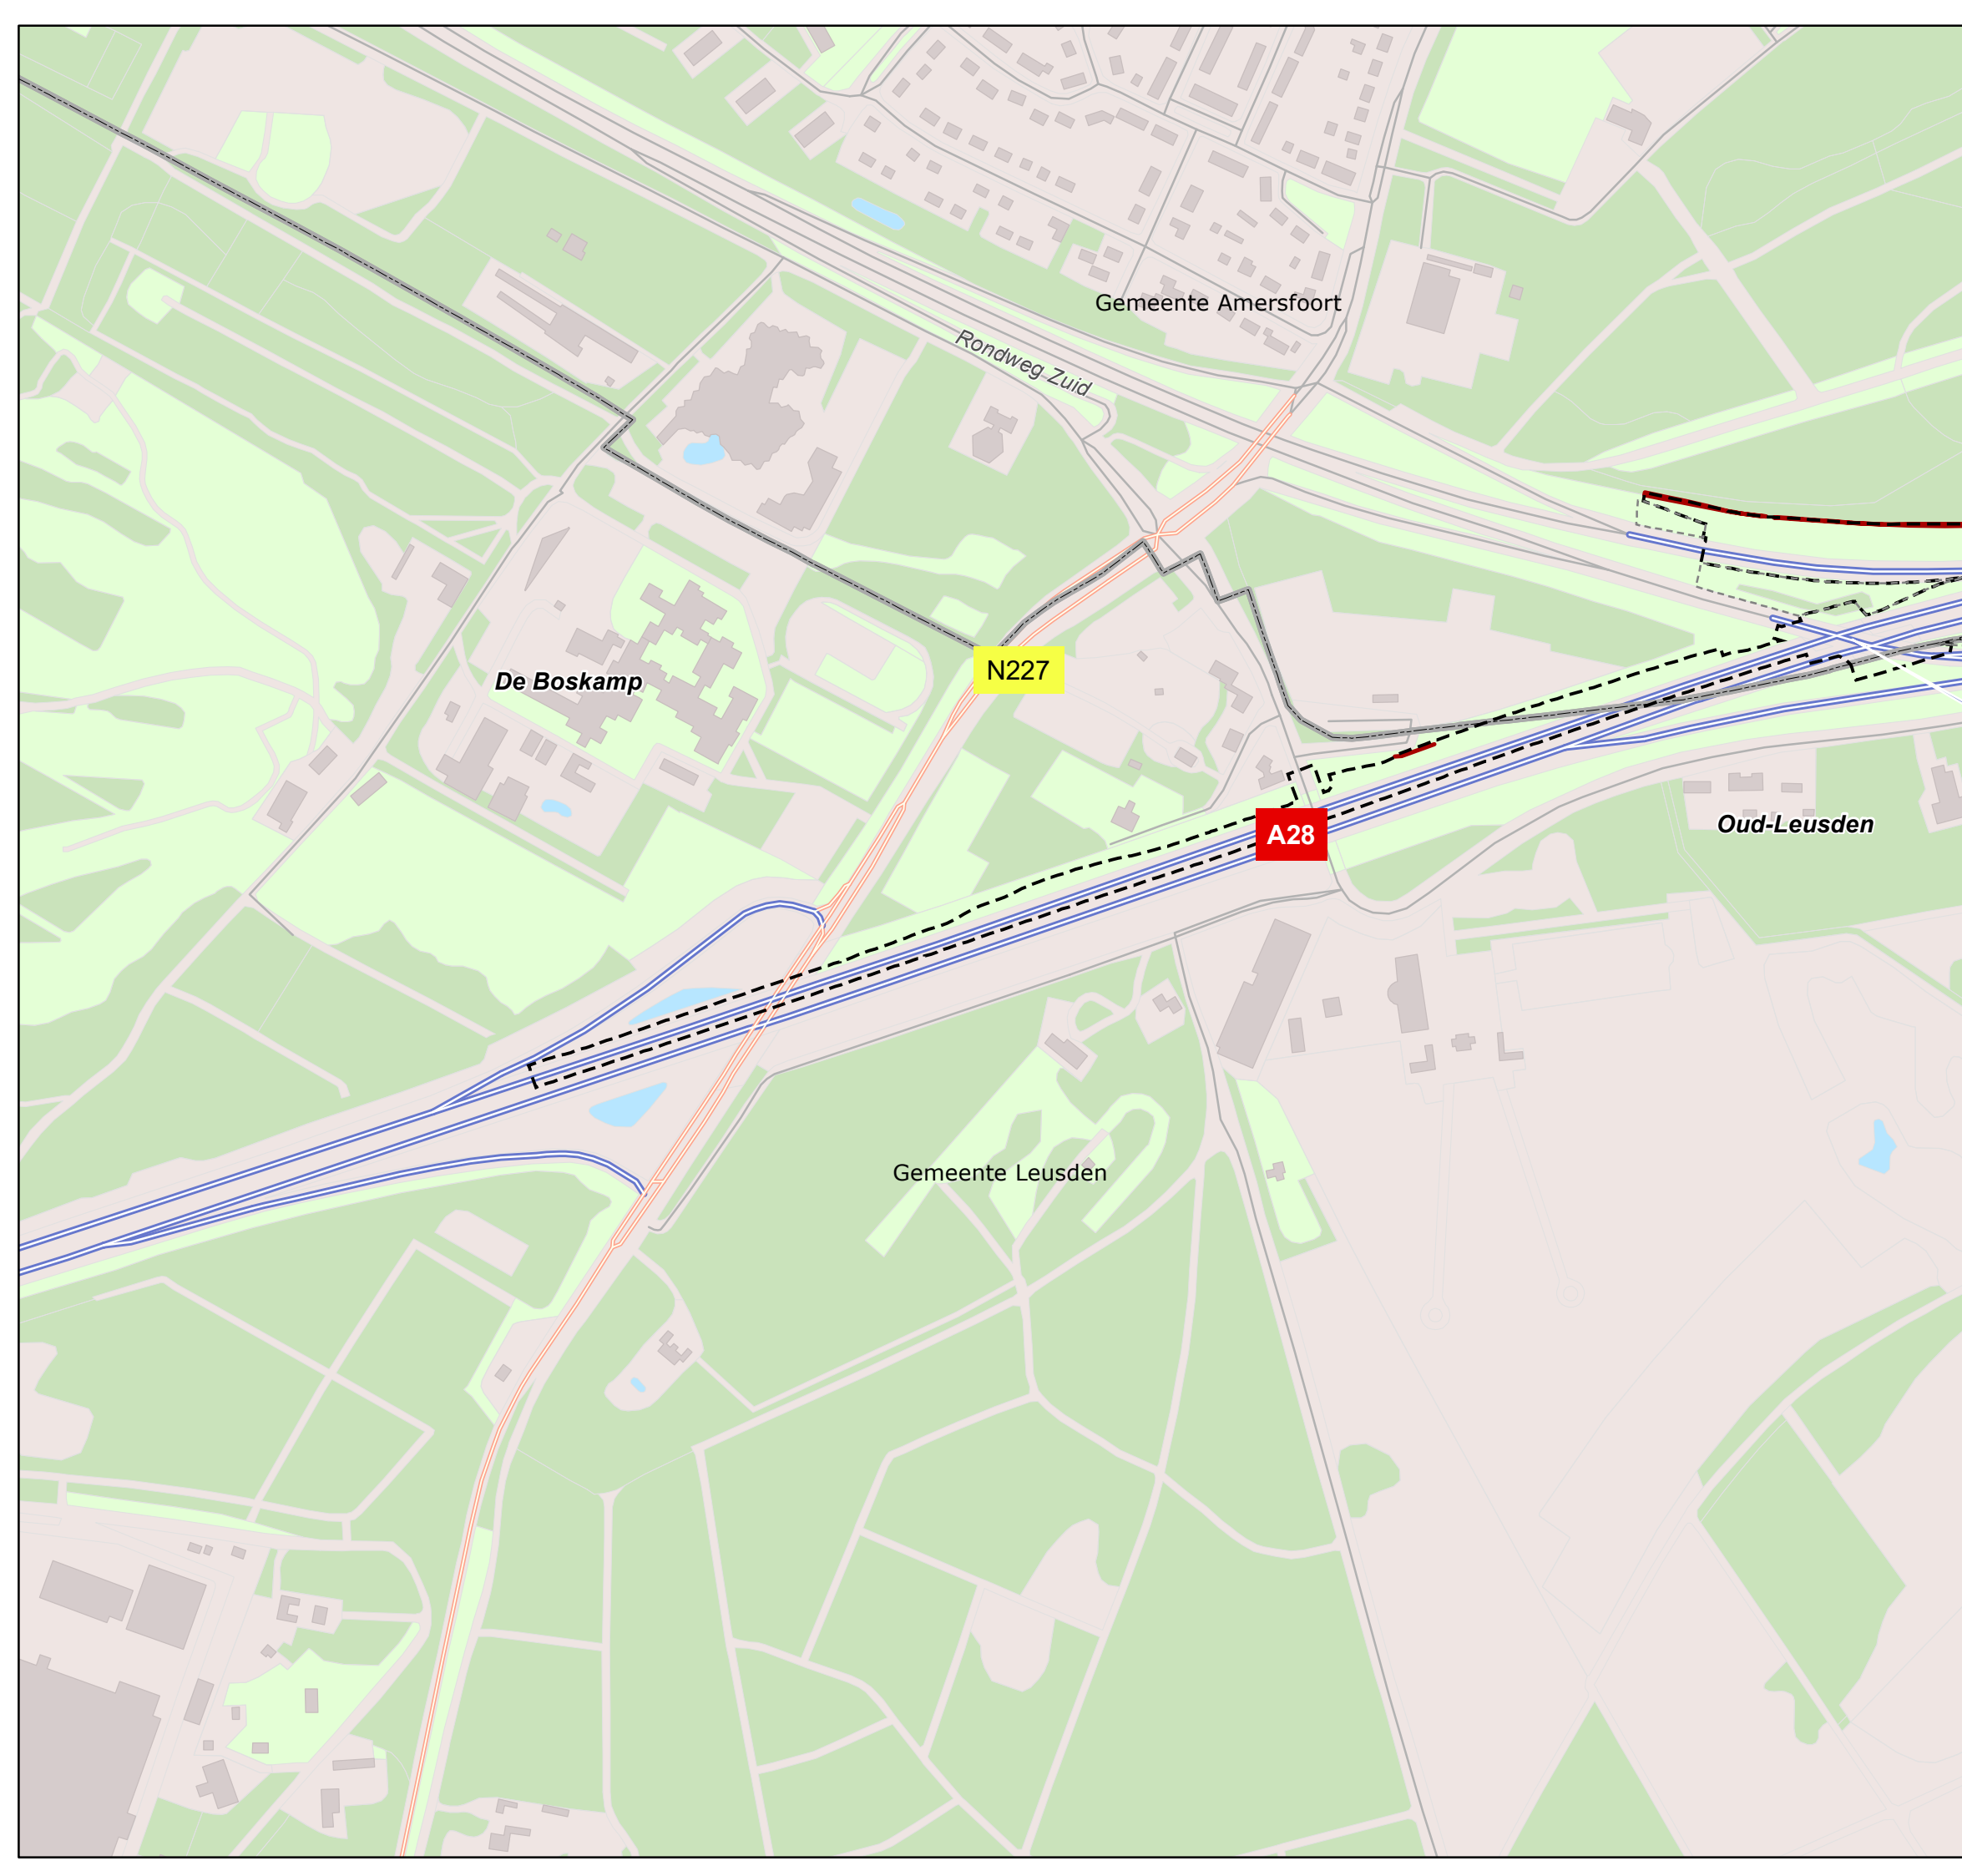 Gemeente Amersfoort
Rondweg Zuid
N227
De Boskamp
Oud-Leusden
A28
Gemeente Leusden